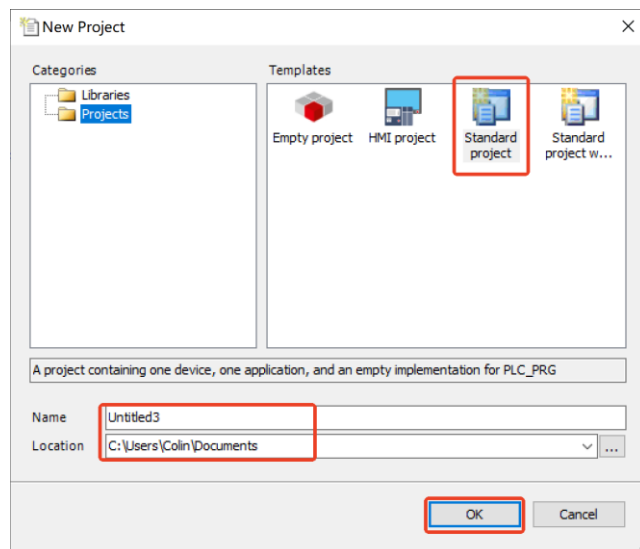 New Project
Categories
Templates
Libraries
Projects
Empty project
HMI project
Standard
project
Standard
project w...
A project containing one device, one application, and an empty implementation for PLC_PRG
Name
Untitled3
Location
C:\Users\Colin\Documents
...
OK
Cancel